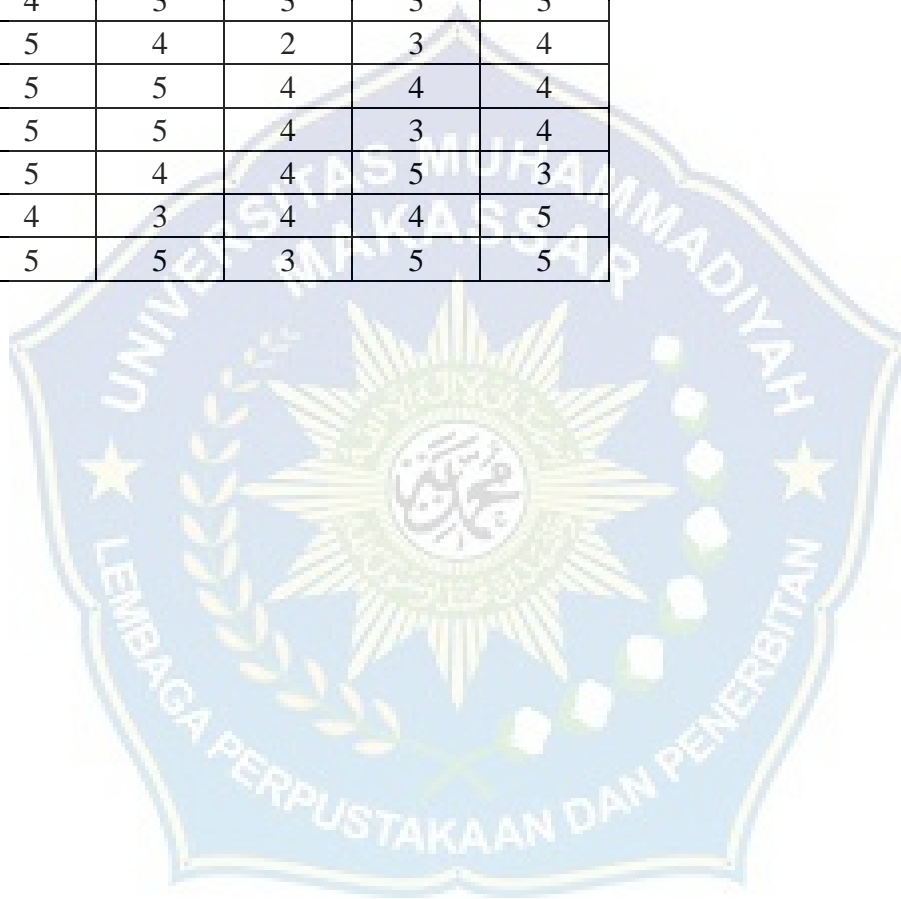 5 4 2 3 4
5 5 4 4 4
5 5 4 3 4
5 4 4 5 3
4 3 4 4 5
5 5 3 5 5
UNIVERSITAS MUHAMMADIYAH
MAKASSAR
LEMBAGA PERPUSTAKAAN DAN PENERBITAN